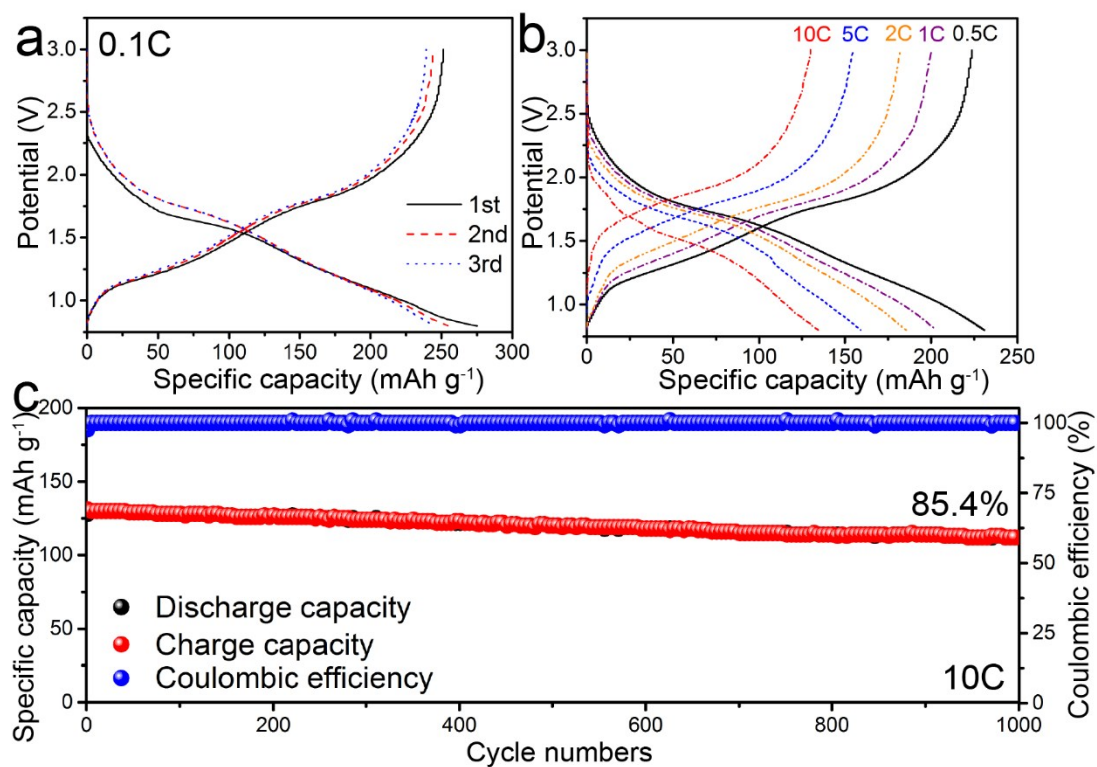 a
0.1C
Potential (V)
3.0
2.5
2.0
1.5
1.0
1st
2nd
3rd
0 50 100 150 200 250 300
Specific capacity (mAh g⁻¹)
b
10C 5C 2C 1C 0.5C
Potential (V)
3.0
2.5
2.0
1.5
1.0
0 50 100 150 200 250
Specific capacity (mAh g⁻¹)
c
Specific capacity (mAh g⁻¹)
200
150
100
50
0
85.4%
Discharge capacity
Charge capacity
Coulombic efficiency
10C
100
75
50
25
0
Coulombic efficiency (%)
0 200 400 600 800 1000
Cycle numbers